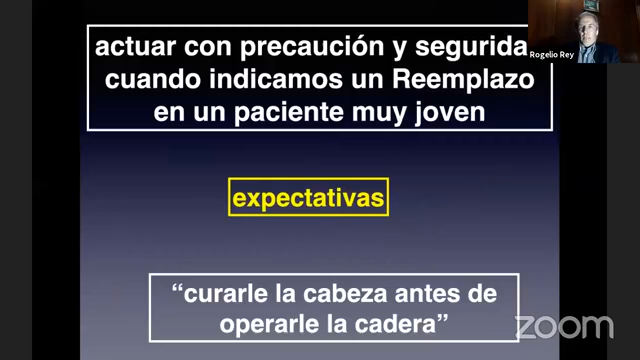 actuar con precaución y segurida
cuando indicamos un Reemplazo
en un paciente muy joven
Rogelio Rey
expectativas
“curarle la cabeza antes de
operarle la cadera”
zoom